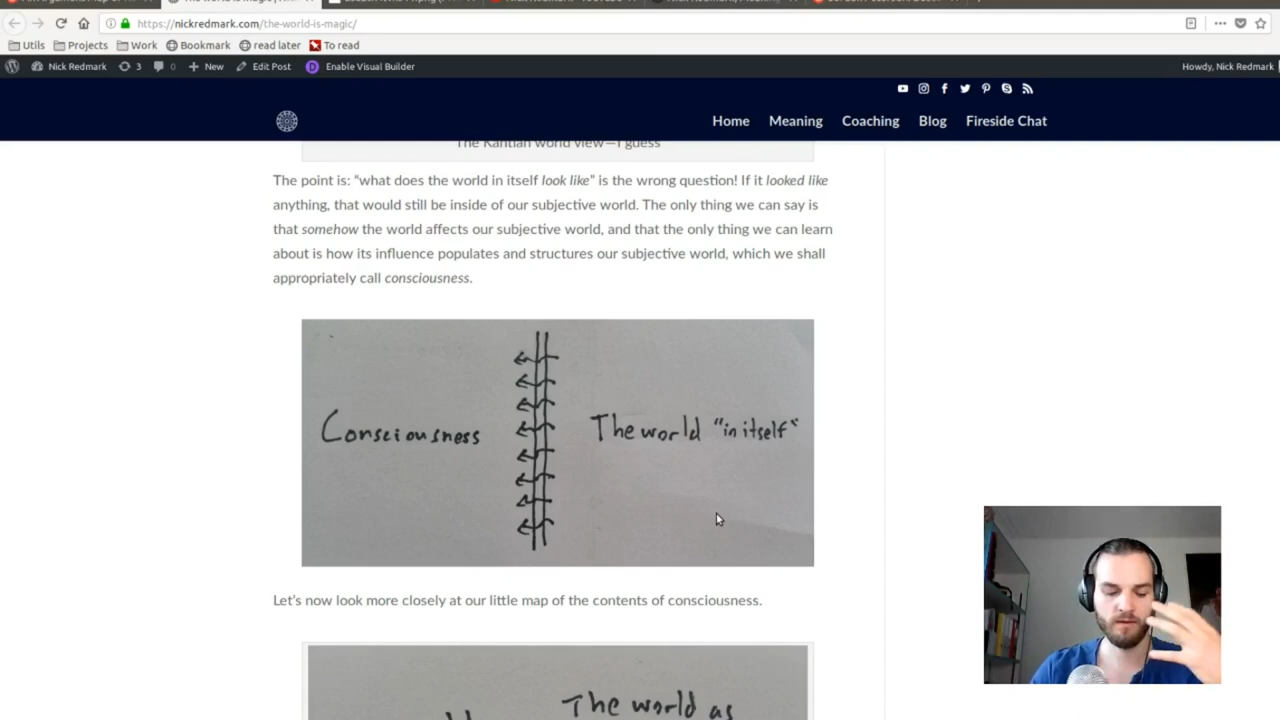 https://nickredmark.com/the-world-is-magic/
Utils Projects Work Bookmark read later To read
Nick Redmark 3 0 New Edit Post Enable Visual Builder Howdy, Nick Redmark
Home Meaning Coaching Blog Fireside Chat
The Kantian world view—I guess
The point is: “what does the world in itself look like” is the wrong question! If it looked like
anything, that would still be inside of our subjective world. The only thing we can say is
that somehow the world affects our subjective world, and that the only thing we can learn
about is how its influence populates and structures our subjective world, which we shall
appropriately call consciousness.
Consciousness The world "in itself"
Let’s now look more closely at our little map of the contents of consciousness.
The world as